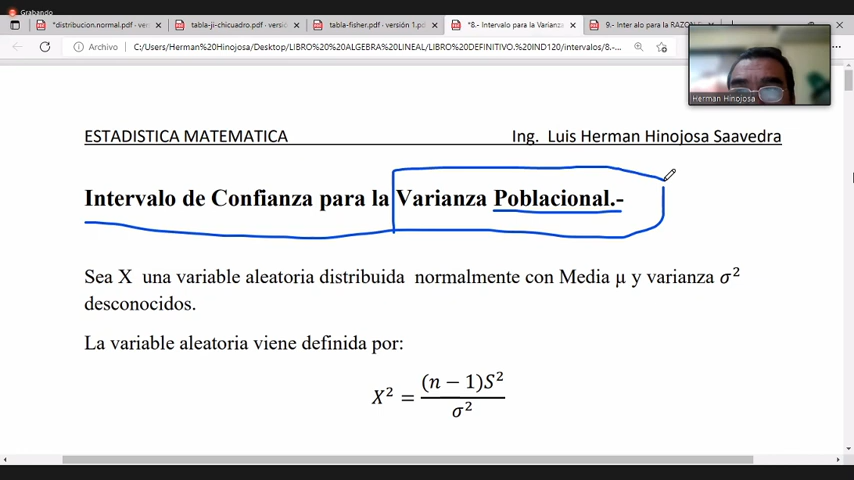 Grabando
*distribucion.normal.pdf - ve
tabla-ji-chicuadro.pdf - versió
tabla-fisher.pdf - versión 1.p
*8.- Intervalo para la Varianza
9.- Inter alo para la RAZON
Archivo
C:/Users/Herman%20Hinojosa/Desktop/LIBRO%20%20ALGEBRA%20LINEAL/LIBRO%20DEFINITIVO.%20IND120/intervalos/8.-...
Herman Hinojosa
ESTADISTICA MATEMATICA
Ing. Luis Herman Hinojosa Saavedra
Intervalo de Confianza para la Varianza Poblacional.-
Sea X una variable aleatoria distribuida normalmente con Media μ y varianza σ²
desconocidos.
La variable aleatoria viene definida por:
X² = (n − 1)S² / σ²